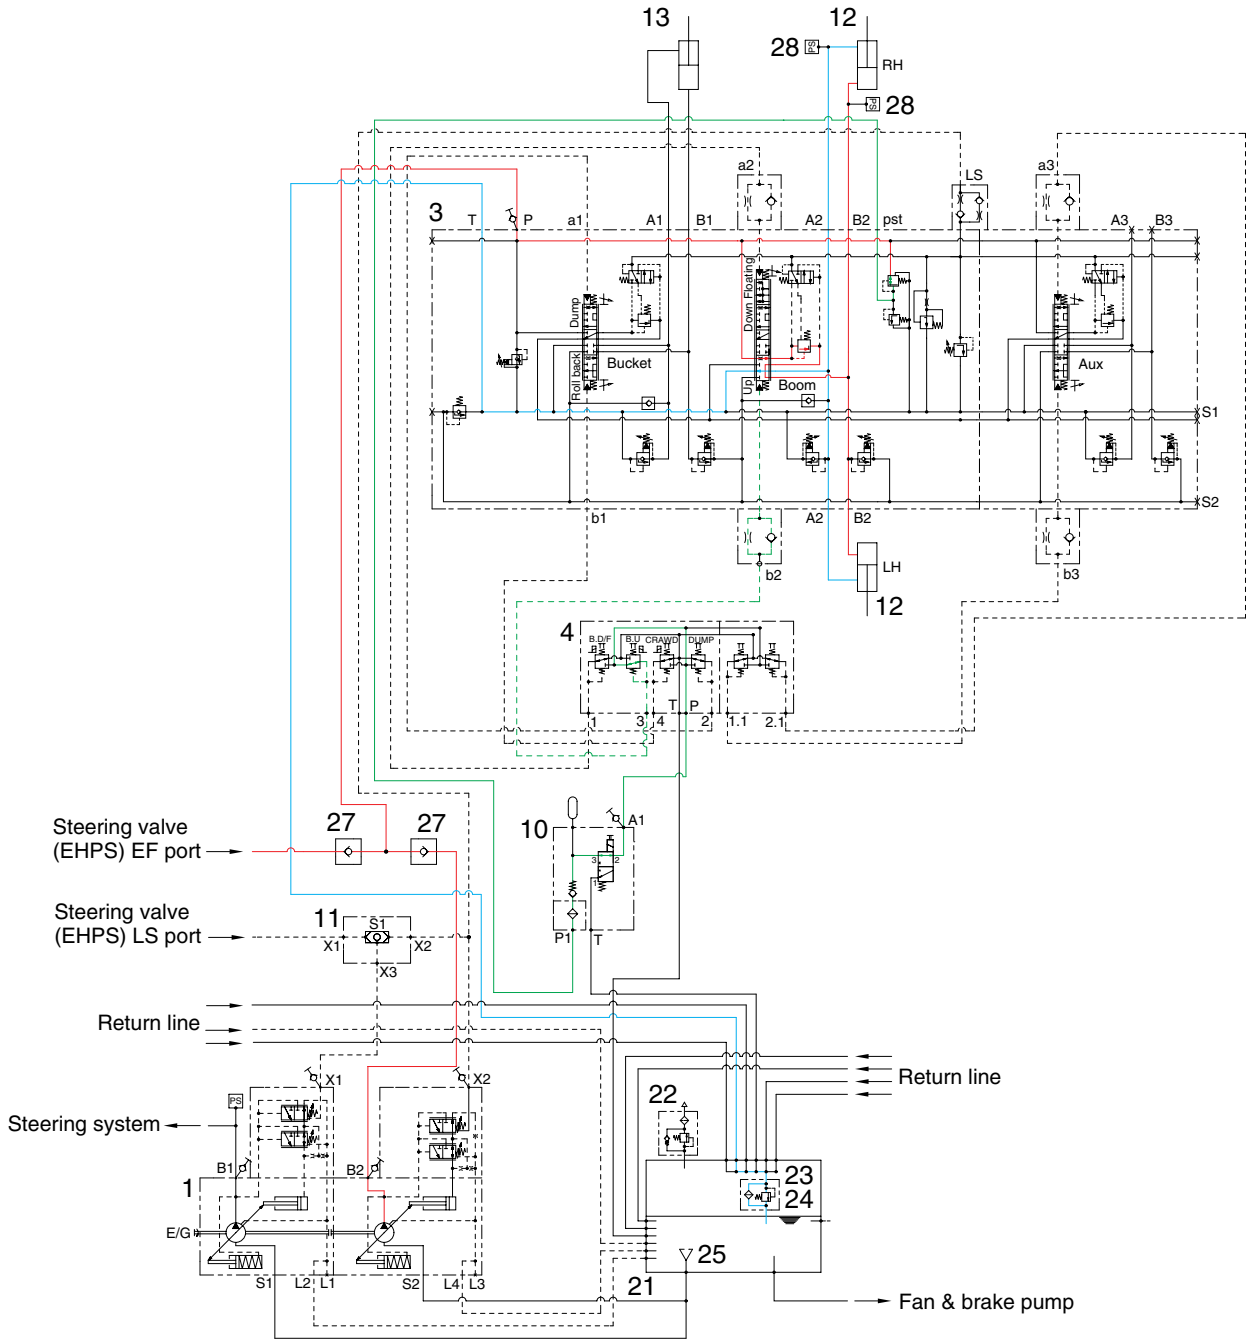 13
12
28
PS
RH
PS
28
a2
LS
a3
3
T
P
a1
A1
B1
A2
B2
pst
A3
B3
Dump
Roll back
Bucket
Down Floating
Up
Boom
Aux
S1
S2
b1
A2
B2
b2
LH
b3
12
4
B.D/F
B.U
CRAWD
DUMP
T
P
1
3
4
2
1.1
2.1
Steering valve
(EHPS) EF port
27
27
10
A1
3
2
1
P1
T
Steering valve
(EHPS) LS port
11
S1
X1
X2
X3
Return line
Return line
X1
X2
PS
22
Steering system
B1
B2
23
24
1
E/G
25
S1
L2
L1
S2
L4
L3
21
Fan & brake pump